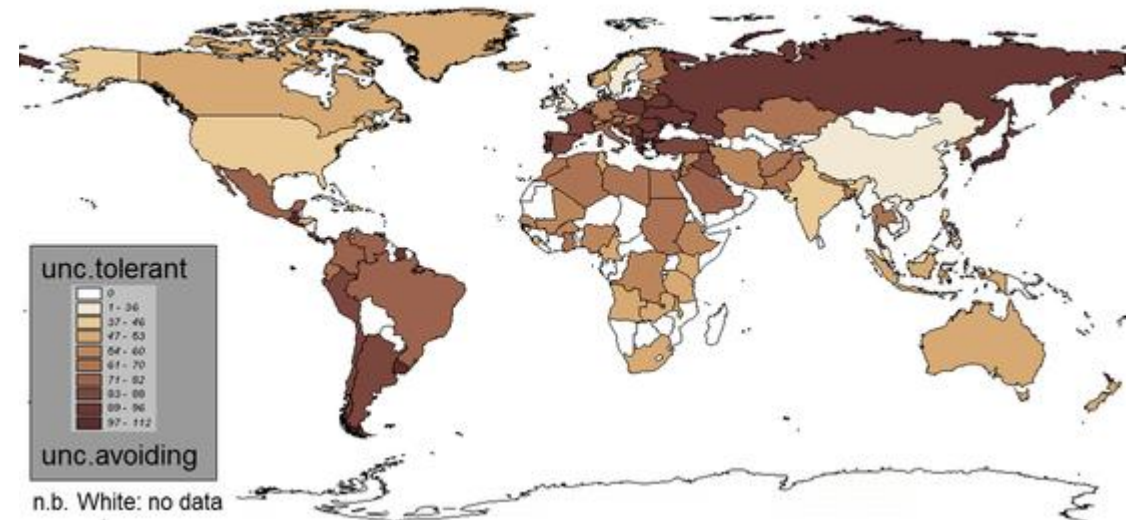 unc.tolerant
0
1 - 36
37 - 46
47 - 53
54 - 60
61 - 70
71 - 82
83 - 88
89 - 96
97 - 112
unc.avoiding
n.b. White: no data